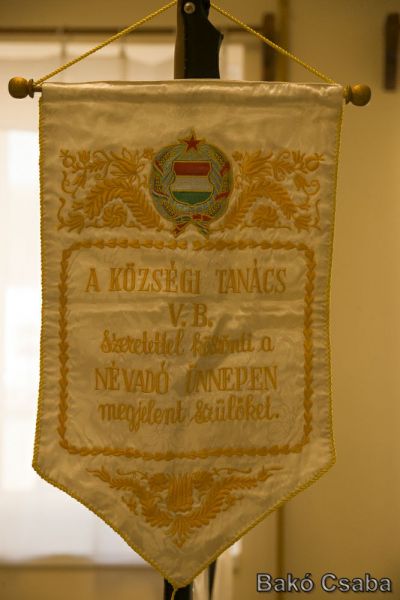 A KÖZSÉGI TANÁCS
V.B.
szeretettel köszönti a
NÉVADÓ ÜNNEPEN
megjelent szülőket.
Bakó Csaba